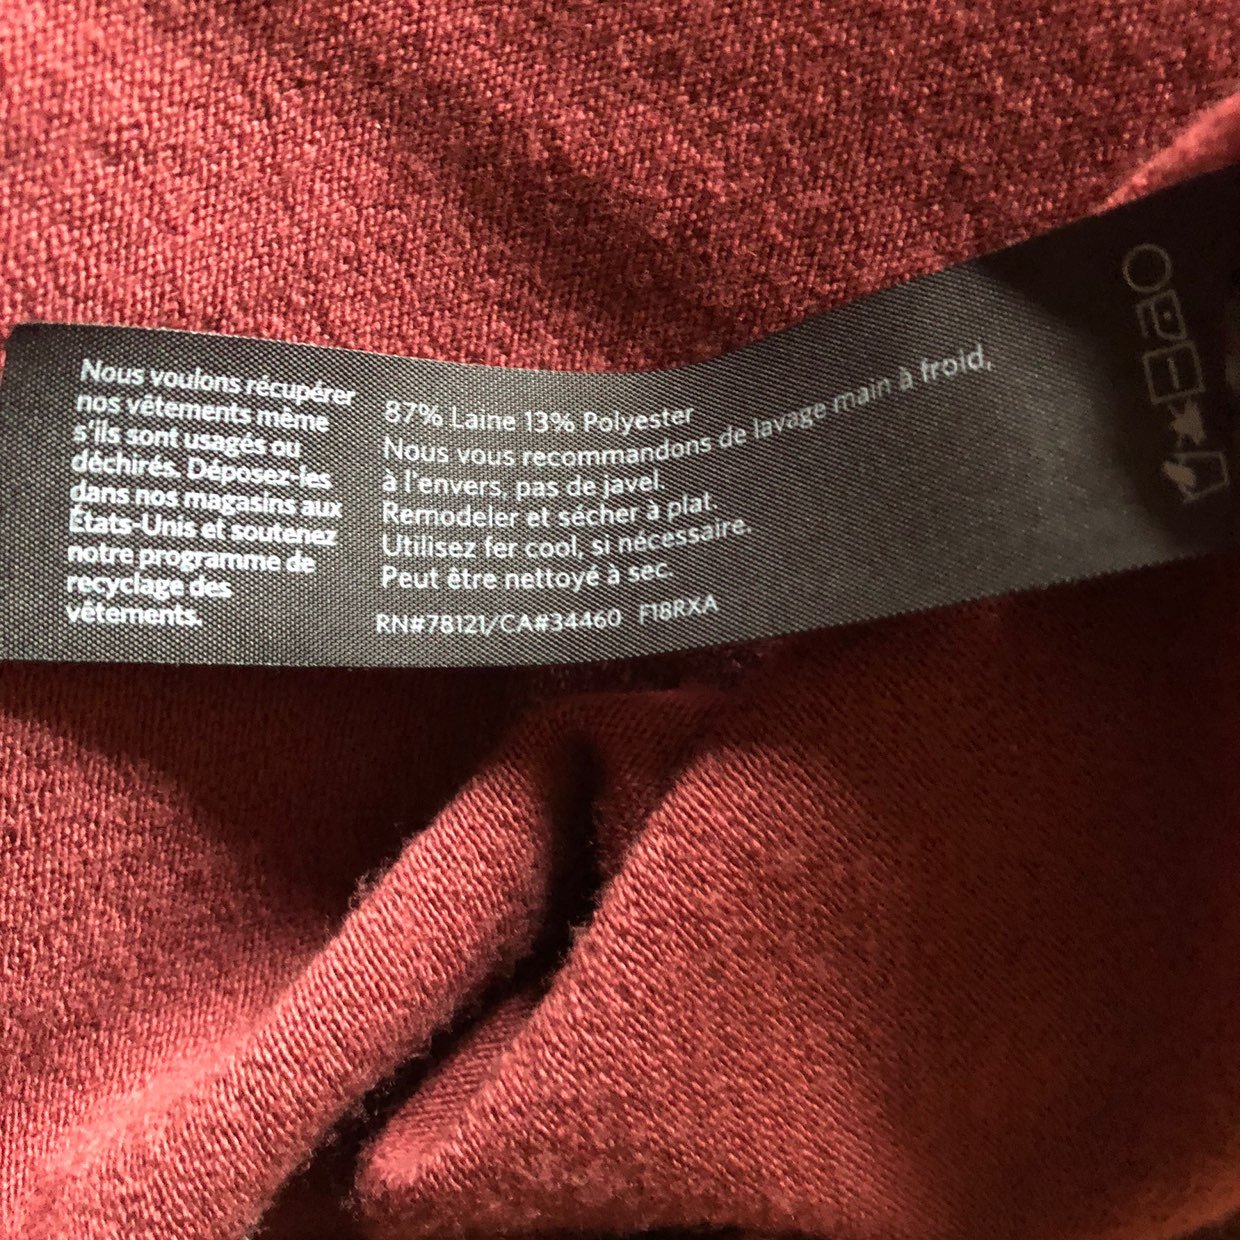 Nous voulons récupérer
nos vêtements même
s'ils sont usagés ou
déchirés. Déposez-les
dans nos magasins aux
États-Unis et soutenez
notre programme de
recyclage des
vêtements.
87% Laine 13% Polyester
Nous vous recommandons de lavage main à froid,
à l'envers, pas de javel.
Remodeler et sécher à plat.
Utilisez fer cool, si nécessaire.
Peut être nettoyé à sec.
RN#78121/CA#34460 F18RXA